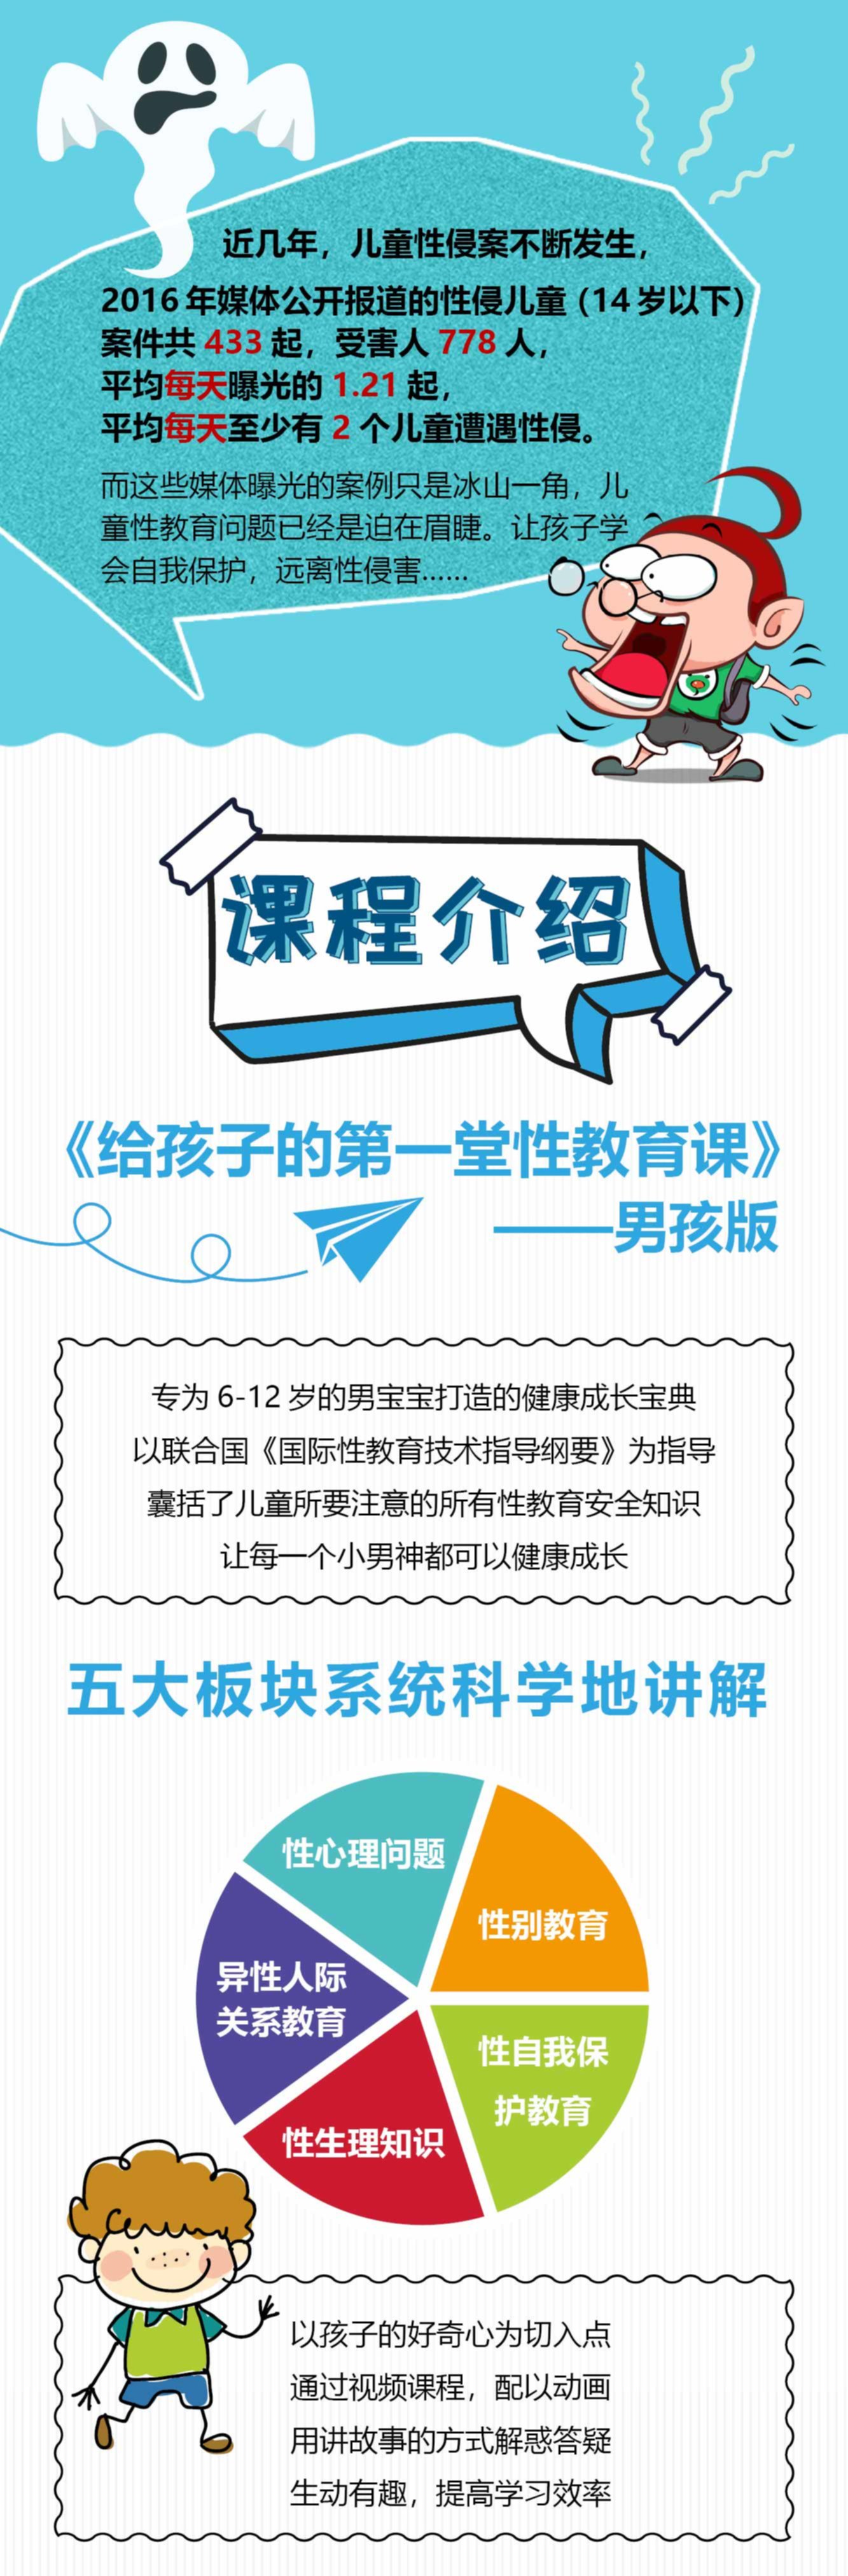 近几年，儿童性侵案不断发生，
2016年媒体公开报道的性侵儿童（14岁以下）
案件共 433 起，受害人 778 人，
平均每天曝光的 1.21 起，
平均每天至少有 2 个儿童遭遇性侵。
而这些媒体曝光的案例只是冰山一角，儿
童性教育问题已经是迫在眉睫。让孩子学
会自我保护，远离性侵害……
课程介绍
《给孩子的第一堂性教育课》
——男孩版
专为 6-12 岁的男宝宝打造的健康成长宝典
以联合国《国际性教育技术指导纲要》为指导
囊括了儿童所要注意的所有性教育安全知识
让每一个小男神都可以健康成长
五大板块系统科学地讲解
性心理问题
性别教育
异性人际
关系教育
性自我保
护教育
性生理知识
以孩子的好奇心为切入点
通过视频课程，配以动画
用讲故事的方式解惑答疑
生动有趣，提高学习效率